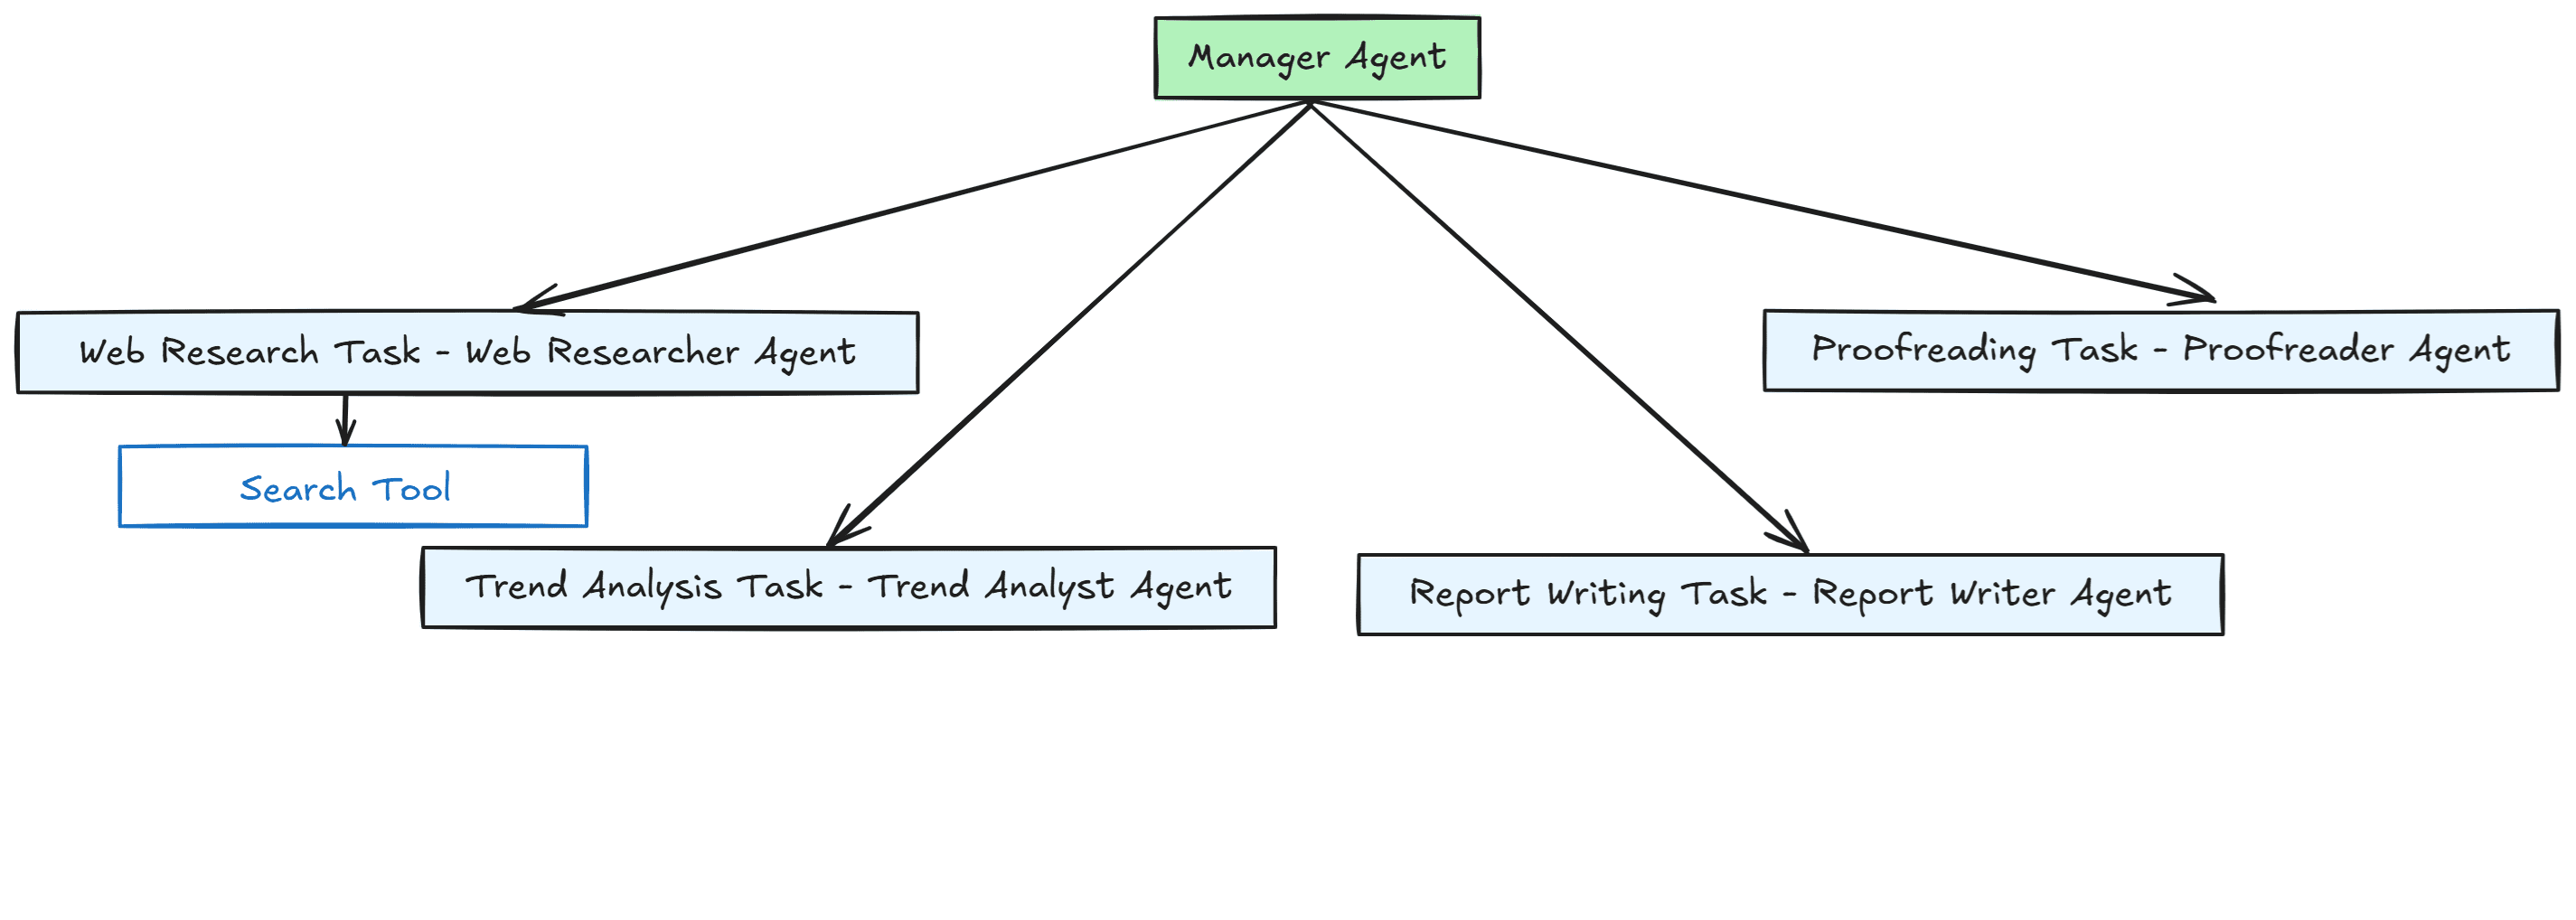 Manager Agent
Web Research Task - Web Researcher Agent
Proofreading Task - Proofreader Agent
Search Tool
Trend Analysis Task - Trend Analyst Agent
Report Writing Task - Report Writer Agent